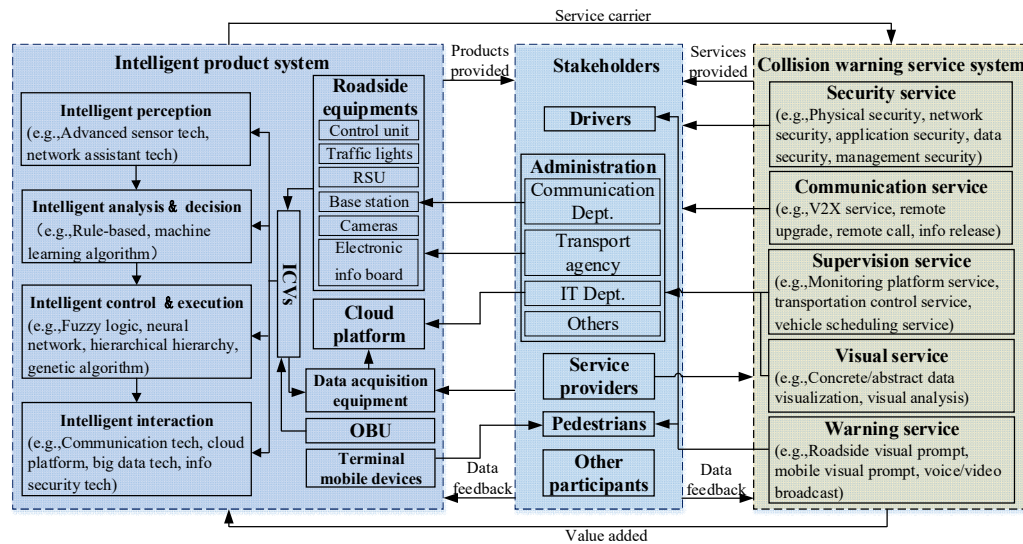 Service carrier
Intelligent product system
Intelligent perception
(e.g.,Advanced sensor tech,
network assistant tech)
Intelligent analysis & decision
(e.g.,Rule-based, machine
learning algorithm)
Intelligent control & execution
(e.g.,Fuzzy logic, neural
network, hierarchical hierarchy,
genetic algorithm)
Intelligent interaction
(e.g.,Communication tech, cloud
platform, big data tech, info
security tech)
ICVs
Roadside
equipments
Control unit
Traffic lights
RSU
Base station
Cameras
Electronic
info board
Cloud
platform
Data acquisition
equipment
OBU
Terminal
mobile devices
Products
provided
Data
feedback
Stakeholders
Drivers
Administration
Communication
Dept.
Transport
agency
IT Dept.
Others
Service
providers
Pedestrians
Other
participants
Services
provided
Data
feedback
Collision warning service system
Security service
(e.g.,Physical security, network
security, application security, data
security, management security)
Communication service
(e.g.,V2X service, remote
upgrade, remote call, info release)
Supervision service
(e.g.,Monitoring platform service,
transportation control service,
vehicle scheduling service)
Visual service
(e.g.,Concrete/abstract data
visualization, visual analysis)
Warning service
(e.g.,Roadside visual prompt,
mobile visual prompt, voice/video
broadcast)
Value added